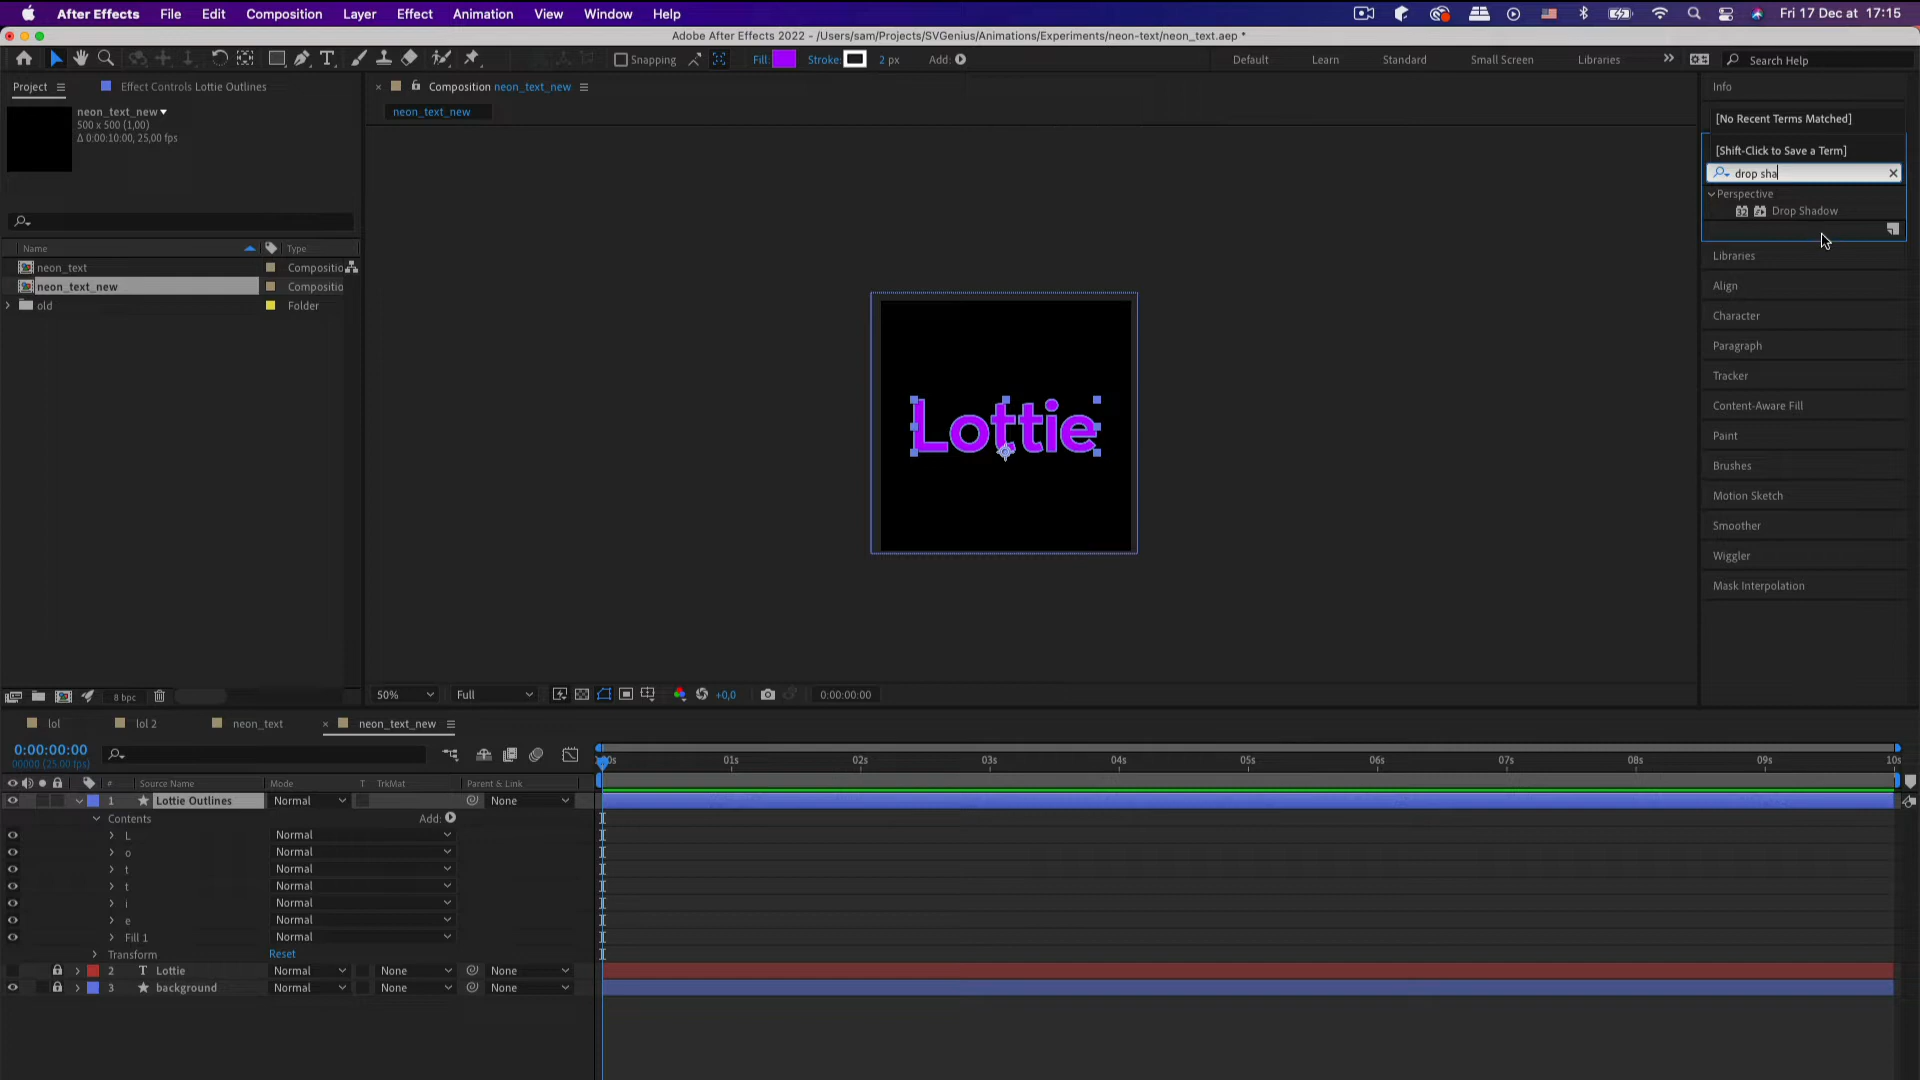 After Effects File Edit Composition Layer Effect Animation View Window Help Fri 17 Dec at 17:15
Adobe After Effects 2022 - /Users/sam/Projects/SVGenius/Animations/Experiments/neon-text/neon_text.aep *
Snapping Fill: Stroke: 2 px Add: Default Learn Standard Small Screen Libraries Search Help
Project Effect Controls Lottie Outlines Composition neon_text_new Info
neon_text_new neon_text_new
500 x 500 (1,00)
Δ 0:00:10:00, 25,00 fps
[No Recent Terms Matched]
[Shift-Click to Save a Term]
drop sha
Perspective
32 Drop Shadow
Name Type
neon_text Compositio
neon_text_new Compositio
old Folder
Libraries
Align
Character
Paragraph
Tracker
Content-Aware Fill
Paint
Brushes
Motion Sketch
Smoother
Wiggler
Mask Interpolation
Lottie
8 bpc 50% Full +0,0 0:00:00:00
lol lol 2 neon_text neon_text_new
0:00:00:00
00000 (25.00 fps)
00s 01s 02s 03s 04s 05s 06s 07s 08s 09s 10s
# Source Name Mode T TrkMat Parent & Link
1 Lottie Outlines Normal None
Contents Add:
L Normal
o Normal
t Normal
t Normal
i Normal
e Normal
Fill 1 Normal
Transform Reset
2 T Lottie Normal None None
3 background Normal None None